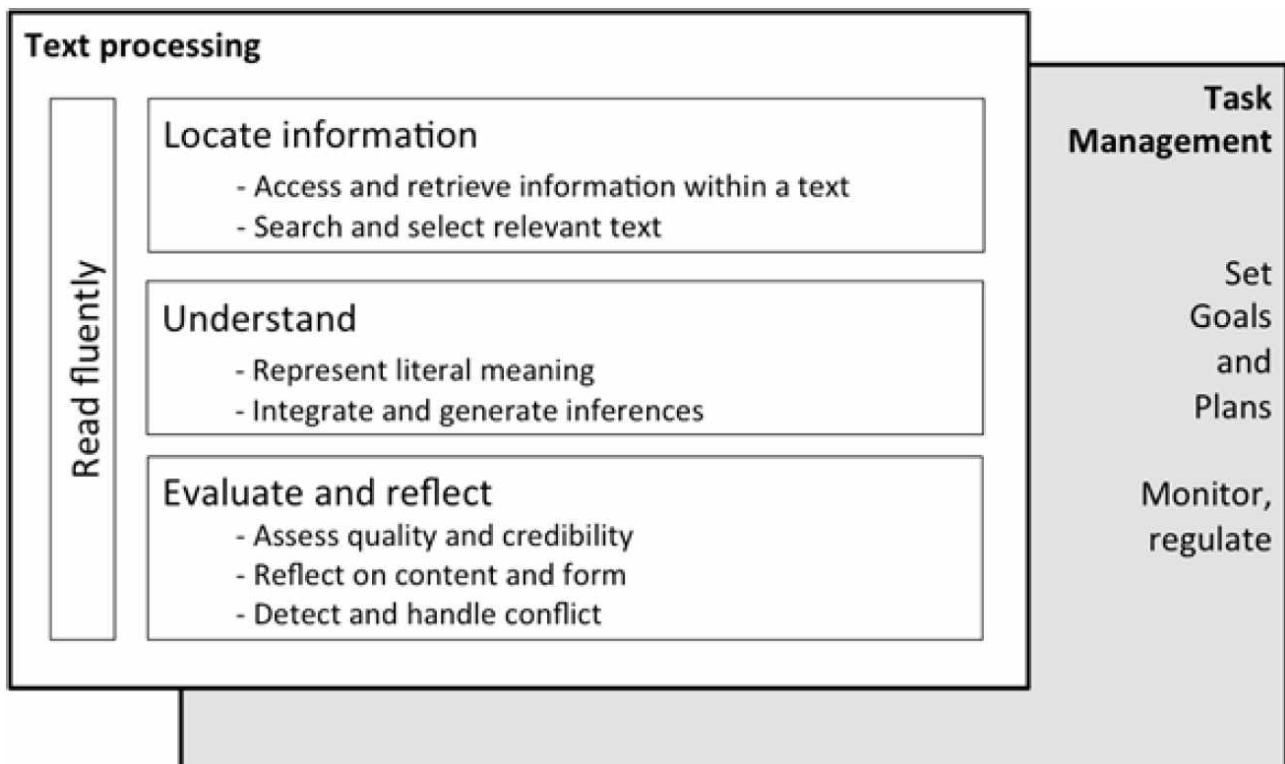 Text processing
Read fluently
Locate information
- Access and retrieve information within a text
- Search and select relevant text
Understand
- Represent literal meaning
- Integrate and generate inferences
Evaluate and reflect
- Assess quality and credibility
- Reflect on content and form
- Detect and handle conflict
Task
Management
Set
Goals
and
Plans
Monitor,
regulate